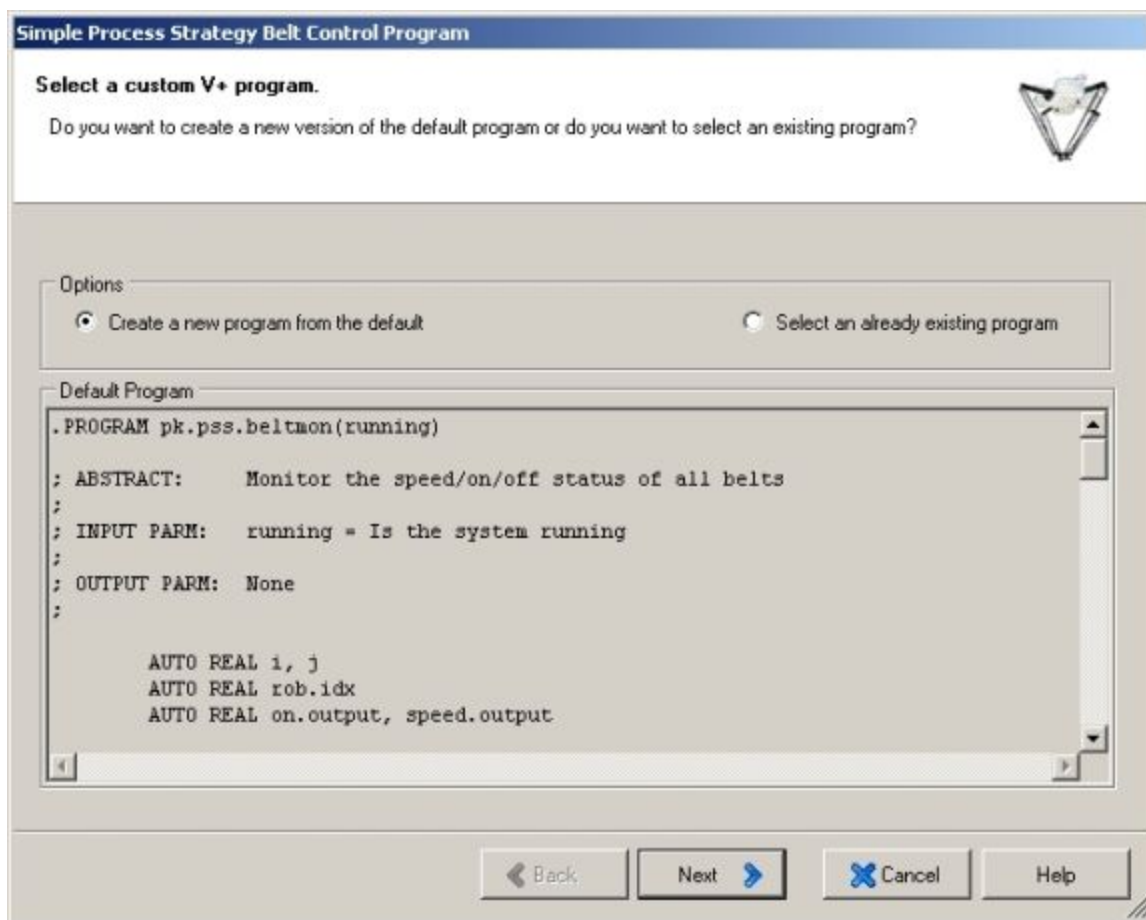 Simple Process Strategy Belt Control Program
Select a custom V+ program.
Do you want to create a new version of the default program or do you want to select an existing program?
Options
Create a new program from the default
Select an already existing program
Default Program
.PROGRAM pk.pss.beltmon(running)
; ABSTRACT: Monitor the speed/on/off status of all belts
;
; INPUT PARM: running = Is the system running
;
; OUTPUT PARM: None
;
AUTO REAL i, j
AUTO REAL rob.idx
AUTO REAL on.output, speed.output
Back
Next
Cancel
Help